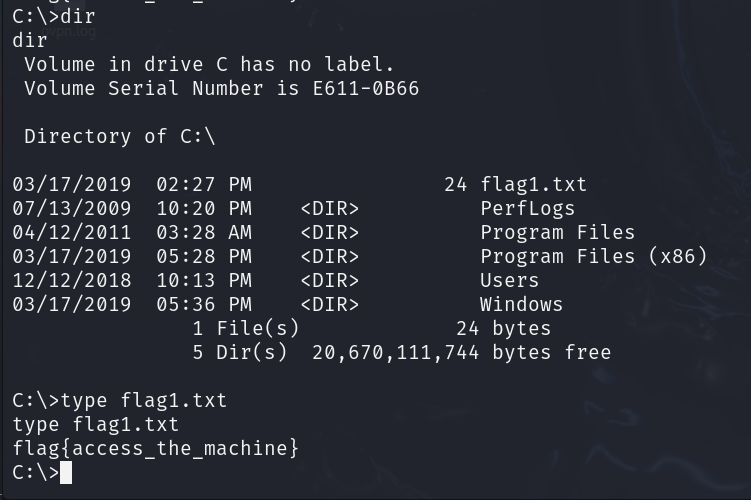 C:\>dir
dir
 Volume in drive C has no label.
 Volume Serial Number is E611-0B66
 Directory of C:\
03/17/2019  02:27 PM                24 flag1.txt
07/13/2009  10:20 PM    <DIR>          PerfLogs
04/12/2011  03:28 AM    <DIR>          Program Files
03/17/2019  05:28 PM    <DIR>          Program Files (x86)
12/12/2018  10:13 PM    <DIR>          Users
03/17/2019  05:36 PM    <DIR>          Windows
               1 File(s)             24 bytes
               5 Dir(s)  20,670,111,744 bytes free
C:\>type flag1.txt
type flag1.txt
flag{access_the_machine}
C:\>